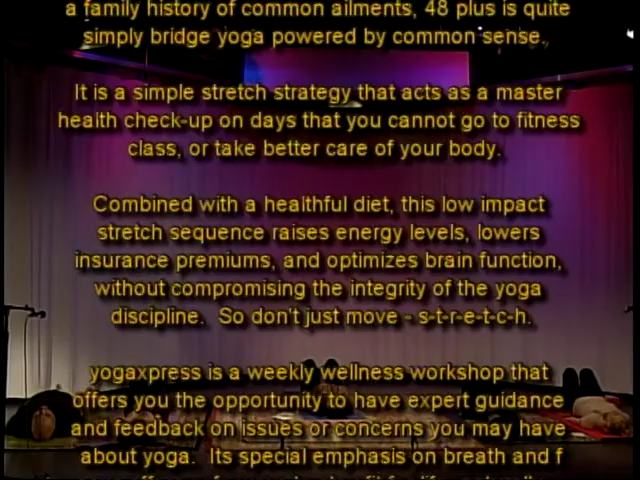 a family history of common ailments, 48 plus is quite
simply bridge yoga powered by common sense.
It is a simple stretch strategy that acts as a master
health check-up on days that you cannot go to fitness
class, or take better care of your body.
Combined with a healthful diet, this low impact
stretch sequence raises energy levels, lowers
insurance premiums, and optimizes brain function,
without compromising the integrity of the yoga
discipline. So don't just move - s-t-r-e-t-c-h.
yogaxpress is a weekly wellness workshop that
offers you the opportunity to have expert guidance
and feedback on issues or concerns you may have
about yoga. Its special emphasis on breath and f